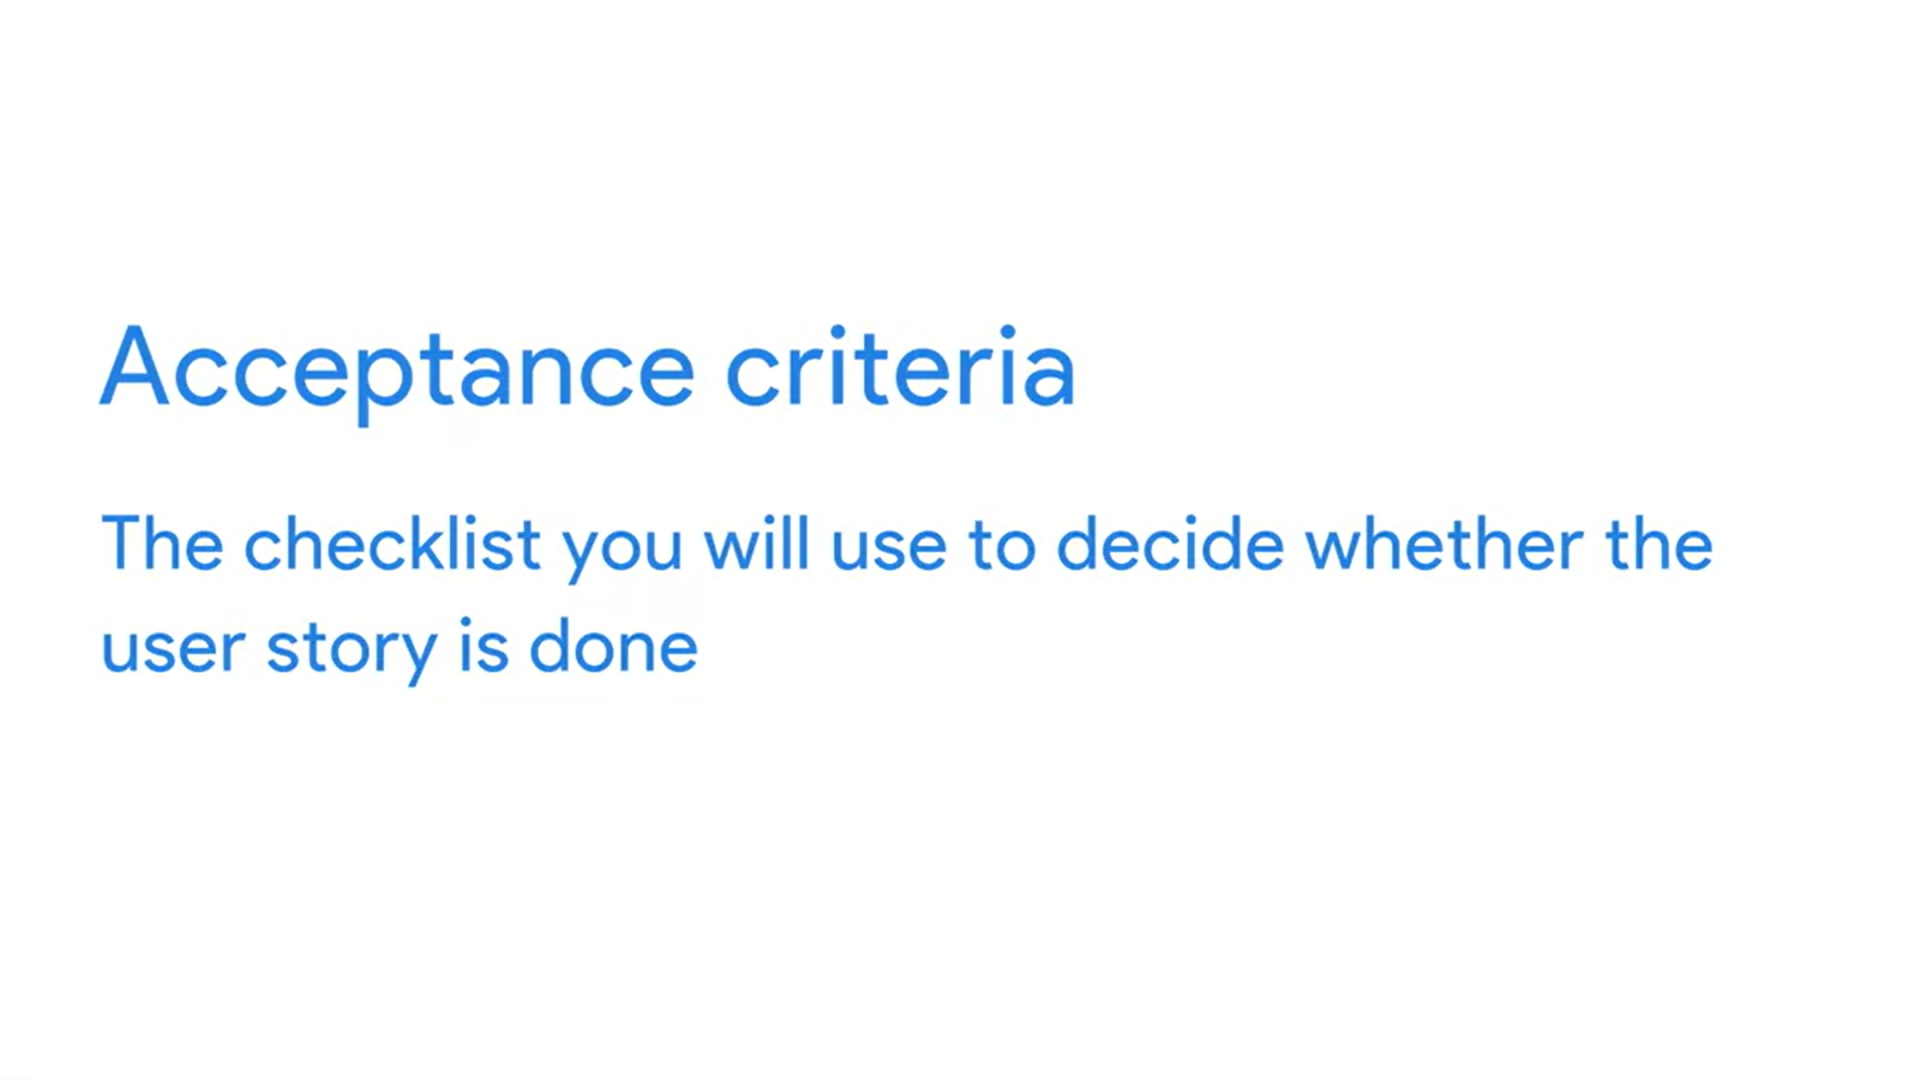 Acceptance criteria
The checklist you will use to decide whether the
user story is done